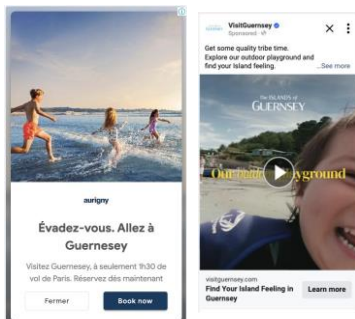 aurigny
Évadez-vous. Allez à
Guernesey
Visitez Guernesey, à seulement 1h30 de
vol de Paris. Réservez dès maintenant
Fermer
Book now
VisitGuernsey
Sponsored
Get some quality tribe time.
Explore our outdoor playground and
find your Island feeling.
...See more
The ISLANDS of
GUERNSEY
Our
yground
visitguernsey.com
Find Your Island Feeling in
Guernsey
Learn more